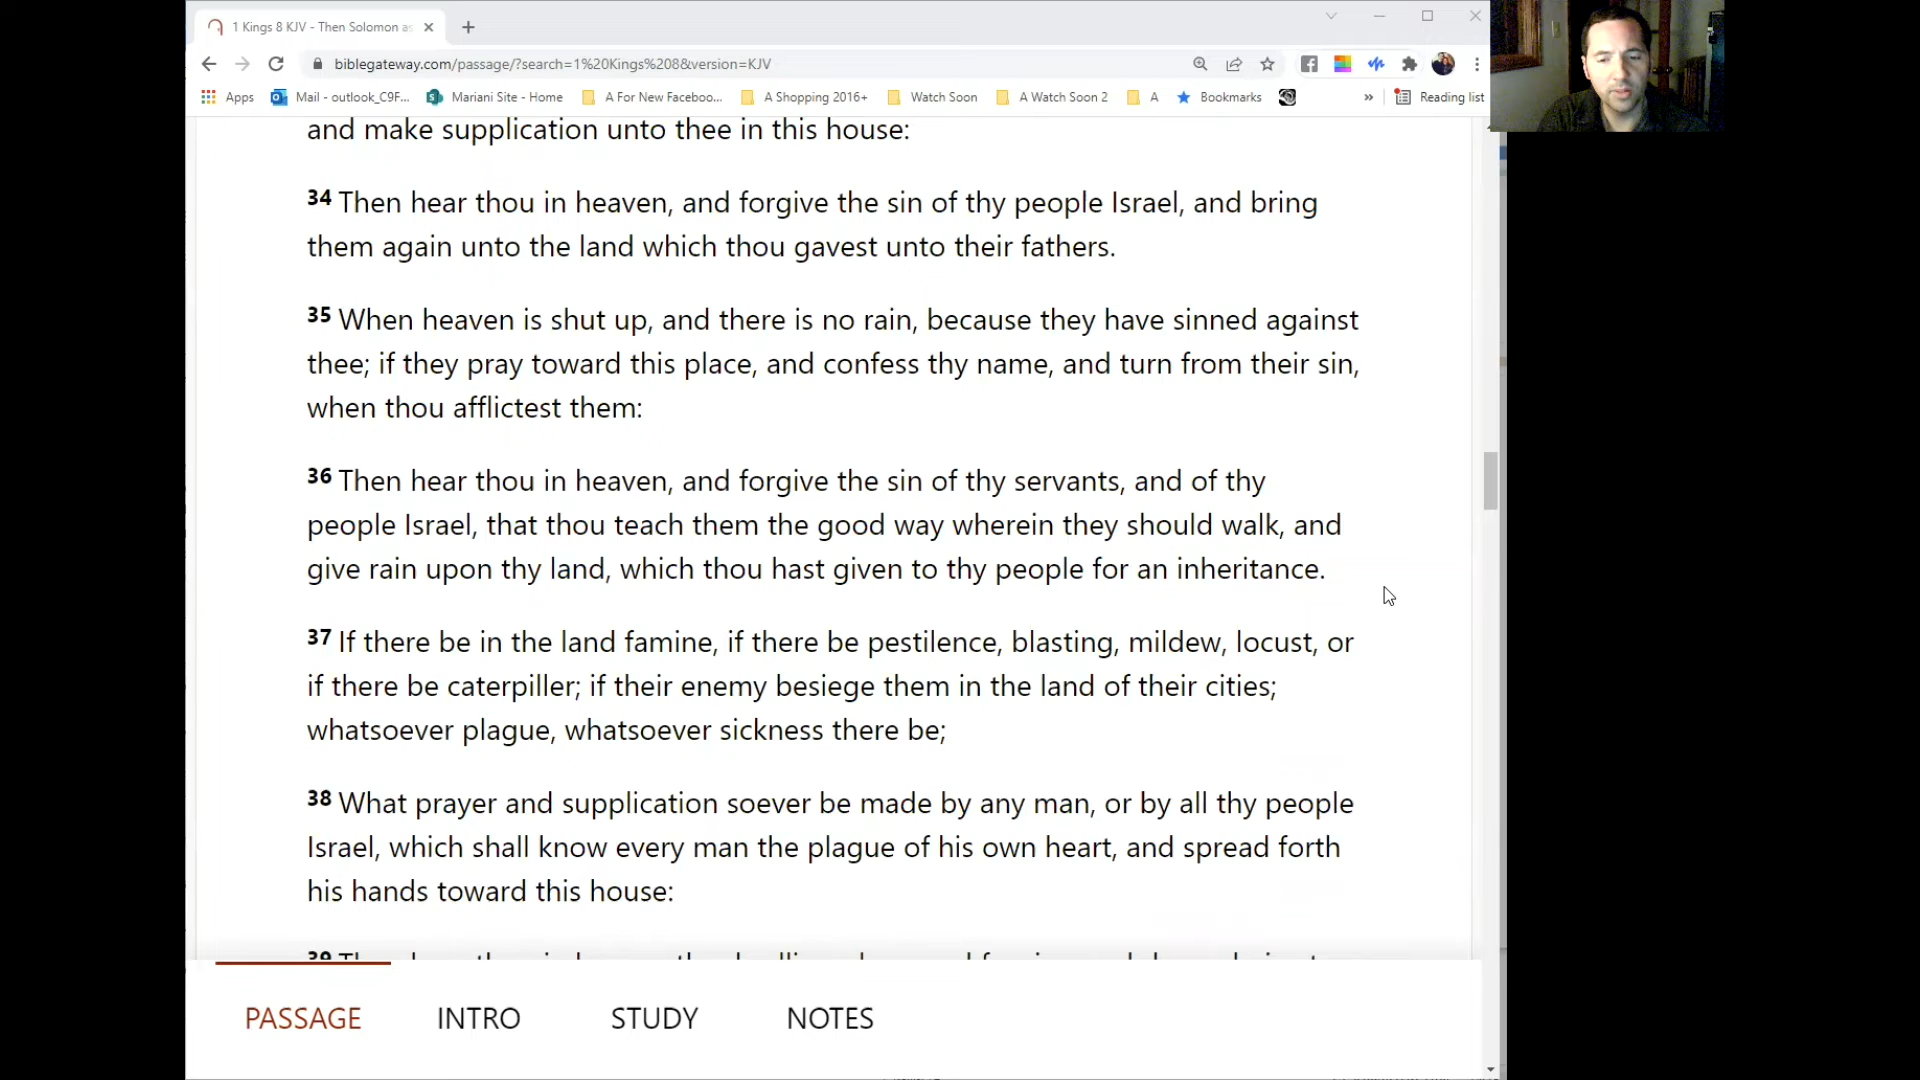 1 Kings 8 KJV - Then Solomon as
biblegateway.com/passage/?search=1%20Kings%208&version=KJV
Apps Mail - outlook_C9F... Mariani Site - Home A For New Faceboo... A Shopping 2016+ Watch Soon A Watch Soon 2 A Bookmarks » Reading list
and make supplication unto thee in this house:
34 Then hear thou in heaven, and forgive the sin of thy people Israel, and bring
them again unto the land which thou gavest unto their fathers.
35 When heaven is shut up, and there is no rain, because they have sinned against
thee; if they pray toward this place, and confess thy name, and turn from their sin,
when thou afflictest them:
36 Then hear thou in heaven, and forgive the sin of thy servants, and of thy
people Israel, that thou teach them the good way wherein they should walk, and
give rain upon thy land, which thou hast given to thy people for an inheritance.
37 If there be in the land famine, if there be pestilence, blasting, mildew, locust, or
if there be caterpiller; if their enemy besiege them in the land of their cities;
whatsoever plague, whatsoever sickness there be;
38 What prayer and supplication soever be made by any man, or by all thy people
Israel, which shall know every man the plague of his own heart, and spread forth
his hands toward this house:
39
PASSAGE INTRO STUDY NOTES